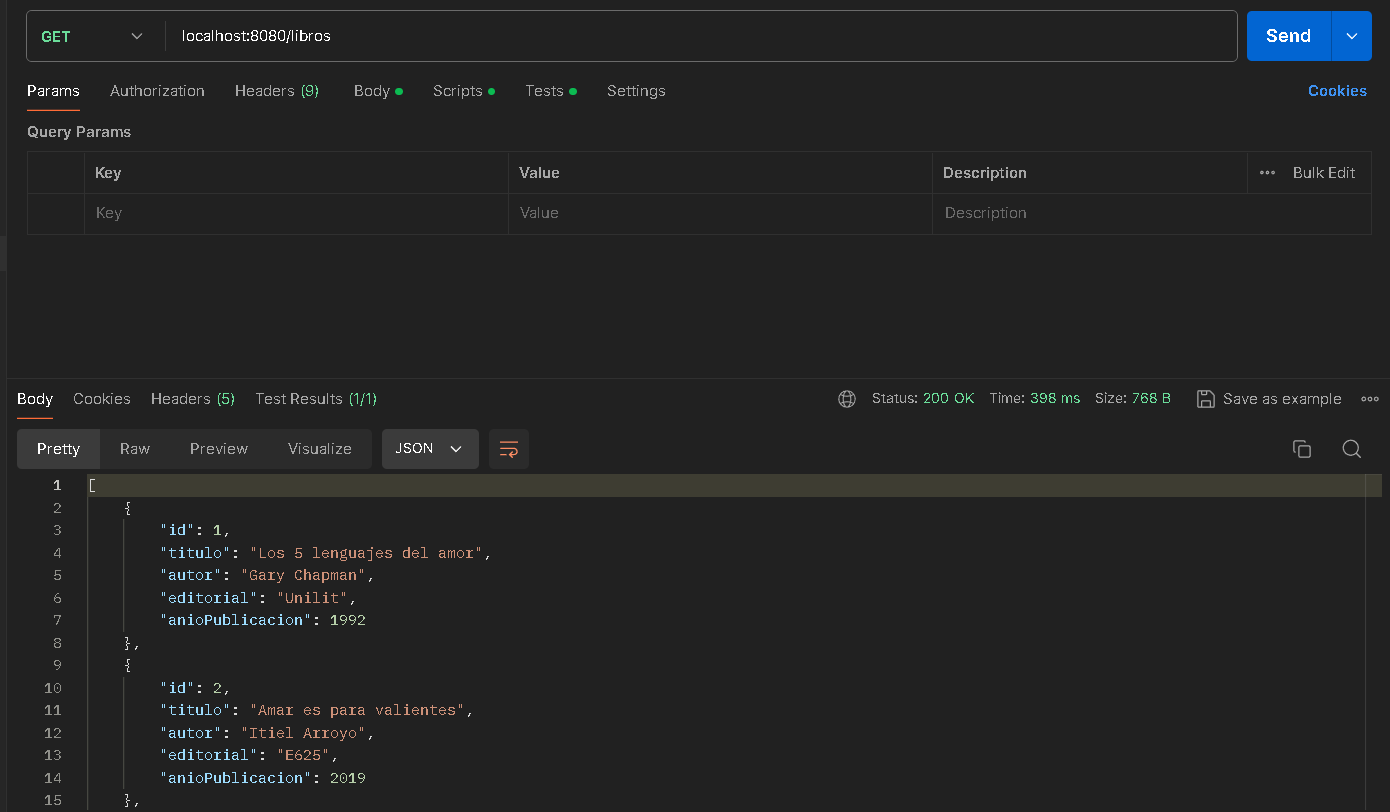 GET localhost:8080/libros Send
Params Authorization Headers (9) Body Scripts Tests Settings Cookies
Query Params
Key Value Description ••• Bulk Edit
Key Value Description
Body Cookies Headers (5) Test Results (1/1) Status: 200 OK Time: 398 ms Size: 768 B Save as example
Pretty Raw Preview Visualize JSON
1 [
2 {
3 "id": 1,
4 "titulo": "Los 5 lenguajes del amor",
5 "autor": "Gary Chapman",
6 "editorial": "Unilit",
7 "anioPublicacion": 1992
8 },
9 {
10 "id": 2,
11 "titulo": "Amar es para valientes",
12 "autor": "Itiel Arroyo",
13 "editorial": "E625",
14 "anioPublicacion": 2019
15 },